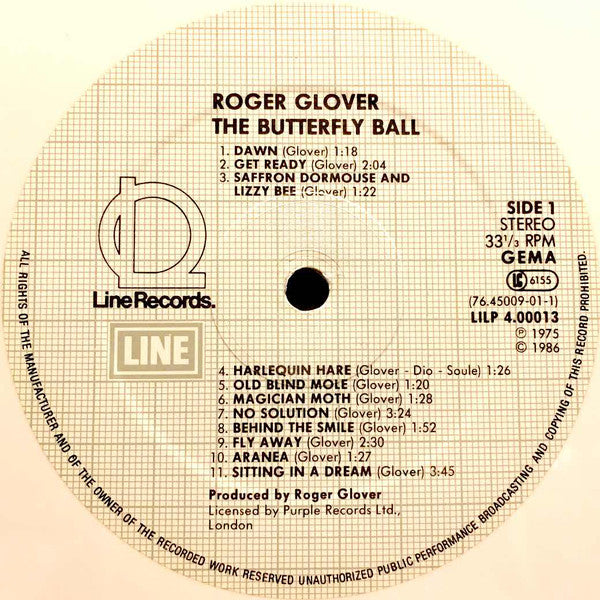 ROGER GLOVER
THE BUTTERFLY BALL
1. DAWN (Glover) 1:18
2. GET READY (Glover) 2:04
3. SAFFRON DORMOUSE AND
LIZZY BEE (Glover) 1:22
SIDE 1
STEREO
33 1/3 RPM
GEMA
LC 6155
(76.45009-01-1)
LILP 4.00013
Ⓟ 1975
© 1986
Line Records.
LINE
4. HARLEQUIN HARE (Glover - Dio - Soule) 1:26
5. OLD BLIND MOLE (Glover) 1:20
6. MAGICIAN MOTH (Glover) 1:28
7. NO SOLUTION (Glover) 3:24
8. BEHIND THE SMILE (Glover) 1:52
9. FLY AWAY (Glover) 2:30
10. ARANEA (Glover) 1:27
11. SITTING IN A DREAM (Glover) 3:45
Produced by Roger Glover
Licensed by Purple Records Ltd.,
London
ALL RIGHTS OF THE MANUFACTURER AND OF THE OWNER OF THE RECORDED WORK RESERVED UNAUTHORIZED PUBLIC PERFORMANCE BROADCASTING AND COPYING OF THIS RECORD PROHIBITED.